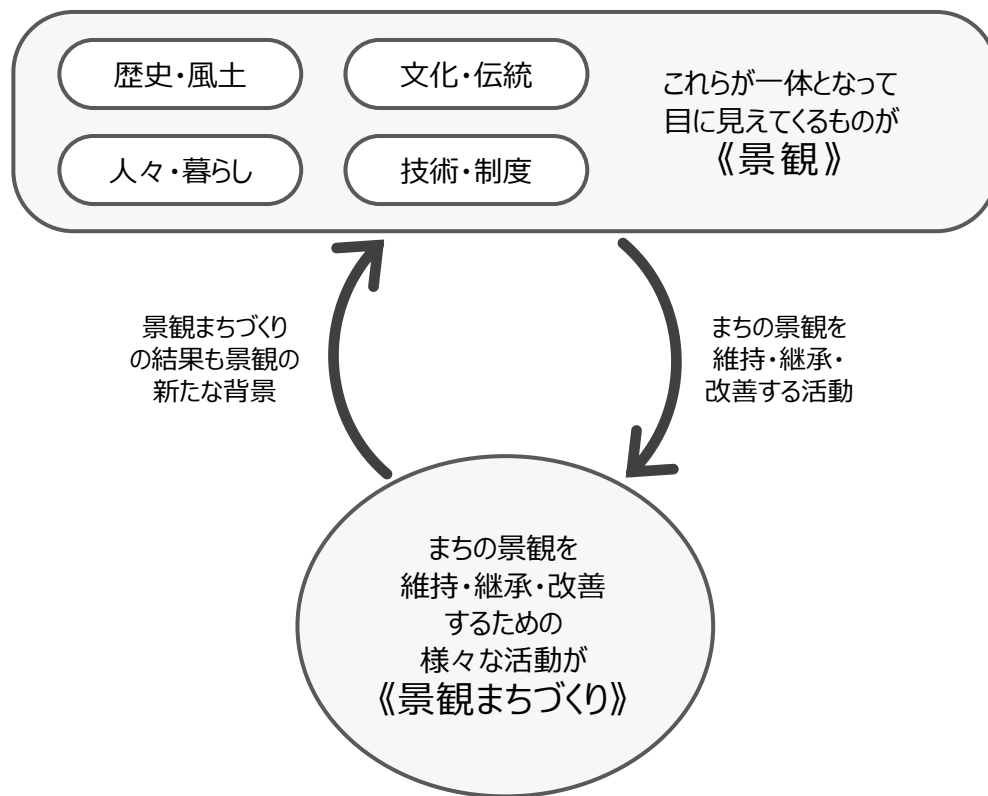 歴史・風土
文化・伝統
人々・暮らし
技術・制度
これらが一体となって
目に見えてくるものが
《景観》
景観まちづくり
の結果も景観の
新たな背景
まちの景観を
維持・継承・
改善する活動
まちの景観を
維持・継承・改善
するための
様々な活動が
《景観まちづくり》